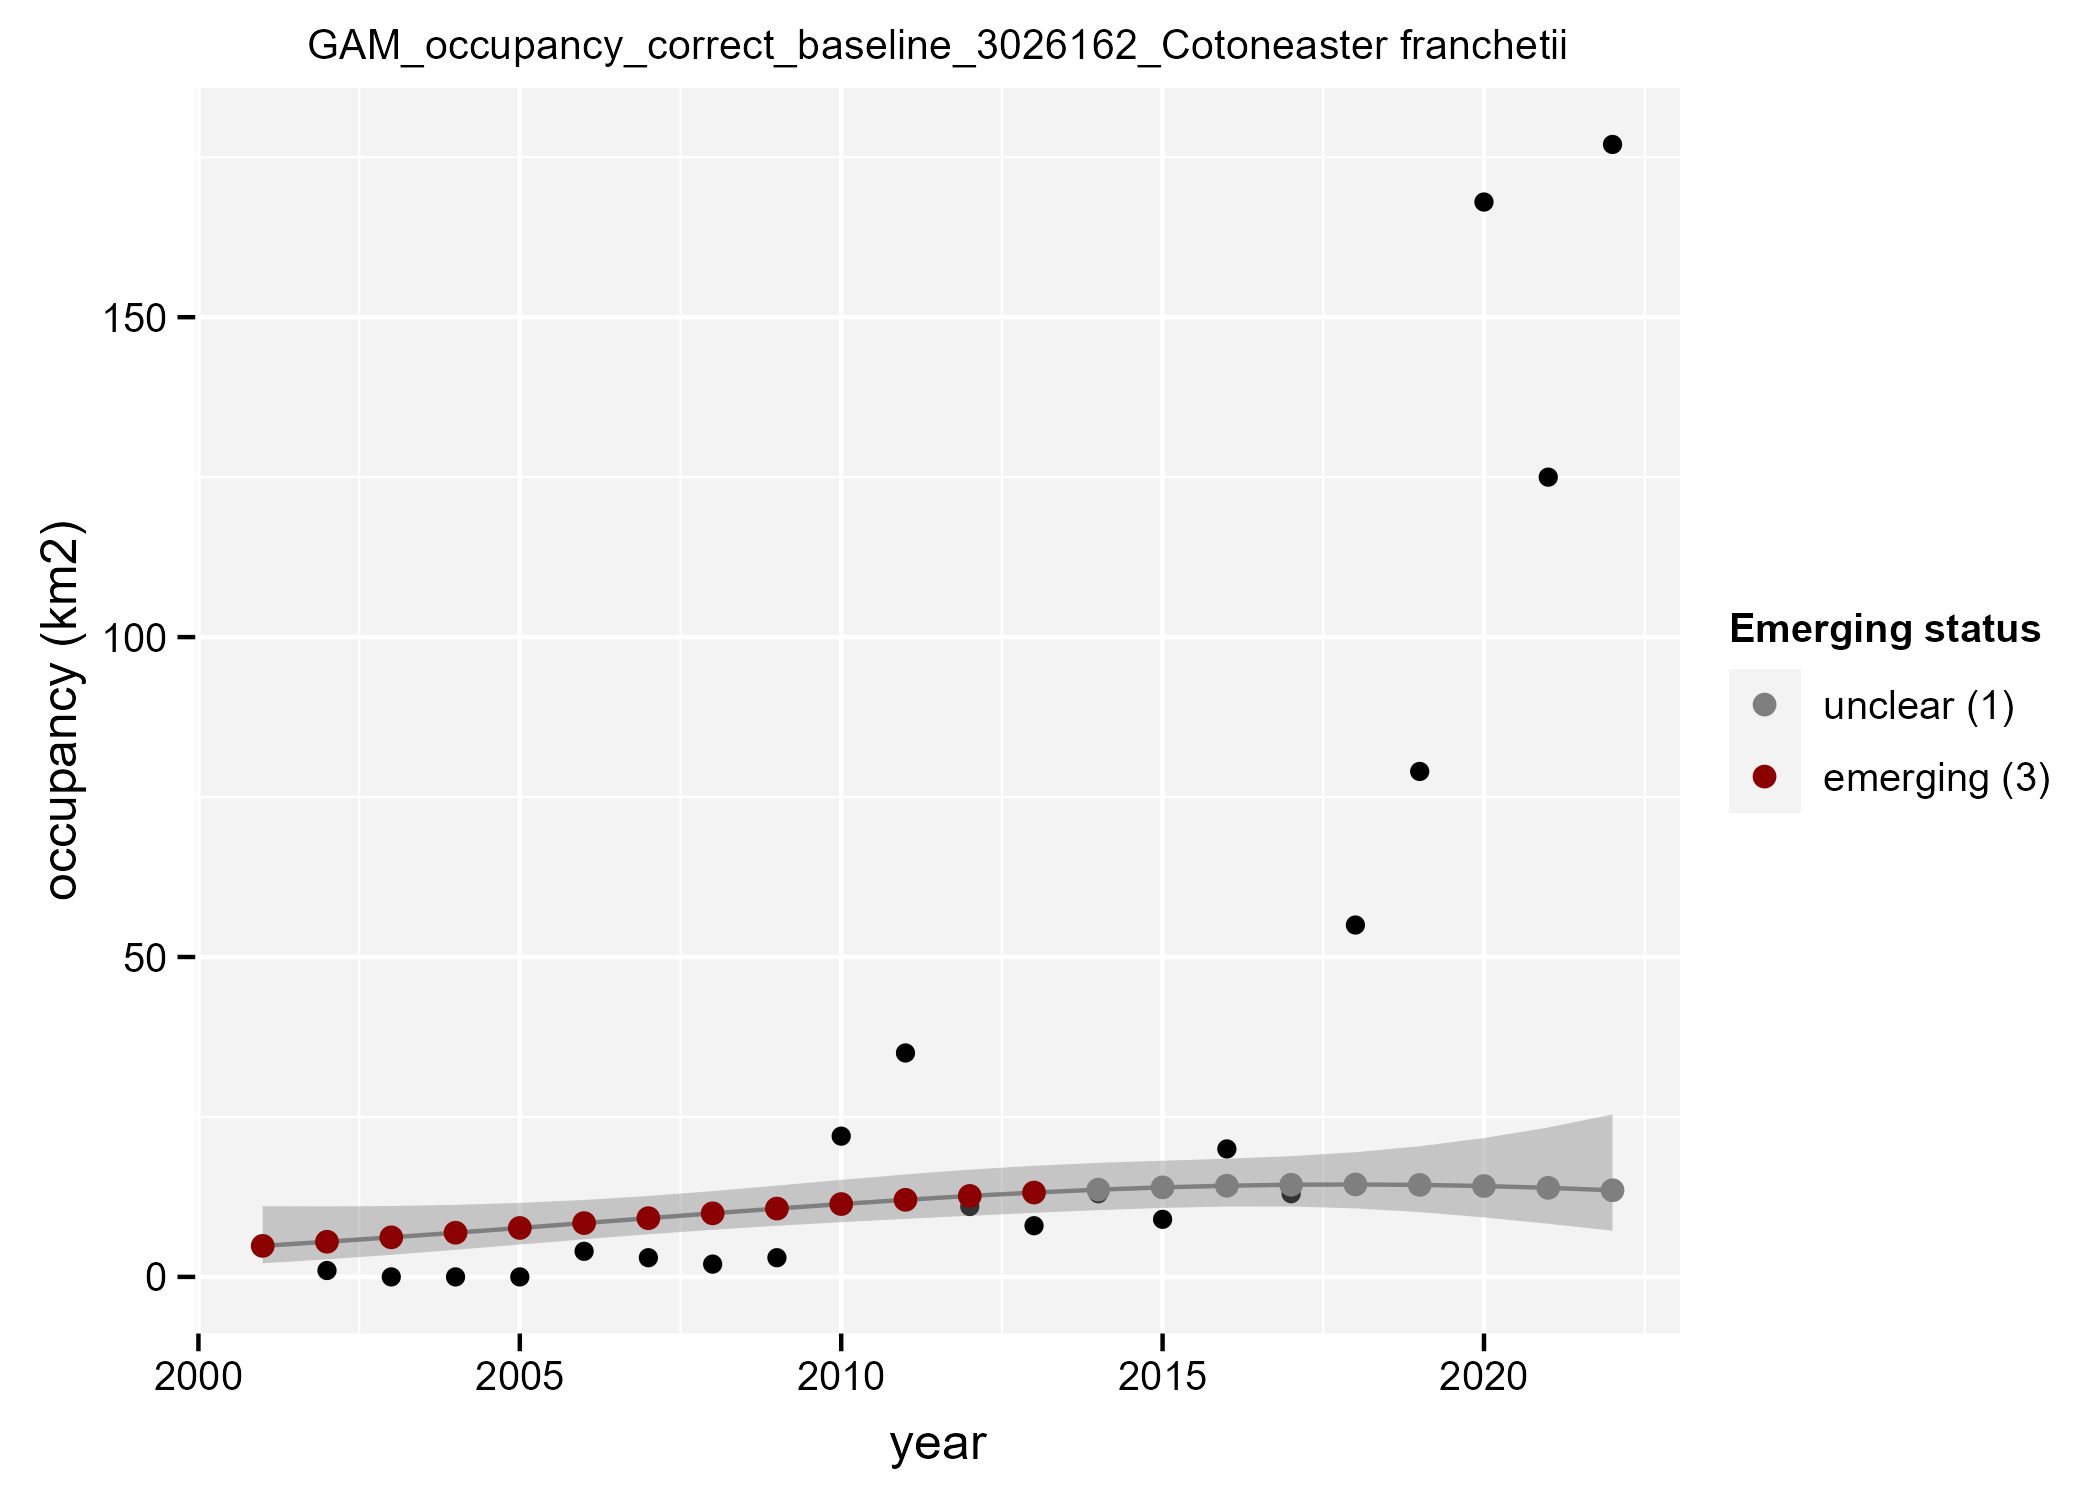 GAM_occupancy_correct_baseline_3026162_Cotoneaster franchetii
occupancy (km2)
150
100
50
0
2000 2005 2010 2015 2020
year
Emerging status
unclear (1)
emerging (3)